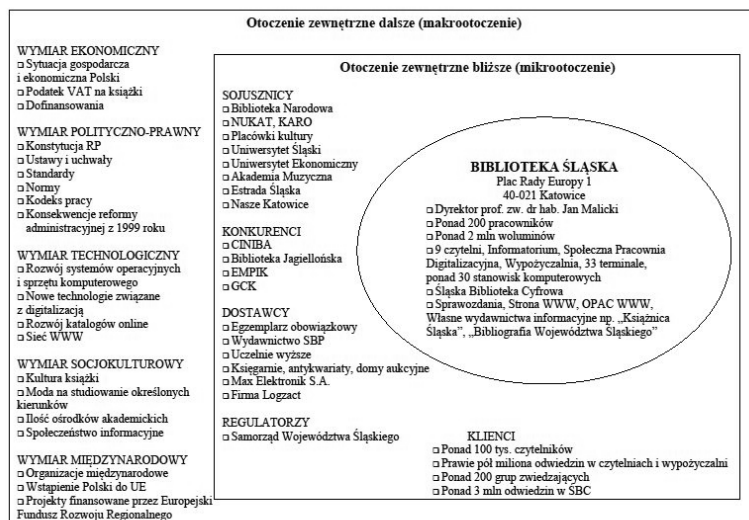 Otoczenie zewnętrzne dalsze (makrootoczenie)
WYMIAR EKONOMICZNY
□ Sytuacja gospodarcza
i ekonomiczna Polski
□ Podatek VAT na książki
□ Dofinansowania
WYMIAR POLITYCZNO-PRAWNY
□ Konstytucja RP
□ Ustawy i uchwały
□ Standardy
□ Normy
□ Kodeks pracy
□ Konsekwencje reformy
administracyjnej z 1999 roku
WYMIAR TECHNOLOGICZNY
□ Rozwój systemów operacyjnych
i sprzętu komputerowego
□ Nowe technologie związane
z digitalizacją
□ Rozwój katalogów online
□ Sieć WWW
WYMIAR SOCJOKULTUROWY
□ Kultura książki
□ Moda na studiowanie określonych
kierunków
□ Ilość ośrodków akademickich
□ Społeczeństwo informacyjne
WYMIAR MIĘDZYNARODOWY
□ Organizacje międzynarodowe
□ Wstąpienie Polski do UE
□ Projekty finansowane przez Europejski
Fundusz Rozwoju Regionalnego
Otoczenie zewnętrzne bliższe (mikrootoczenie)
SOJUSZNICY
□ Biblioteka Narodowa
□ NUKAT, KARO
□ Placówki kultury
□ Uniwersytet Śląski
□ Uniwersytet Ekonomiczny
□ Akademia Muzyczna
□ Estrada Śląska
□ Nasze Katowice
KONKURENCI
□ CINIBA
□ Biblioteka Jagiellońska
□ EMPIK
□ GCK
DOSTAWCY
□ Egzemplarz obowiązkowy
□ Wydawnictwo SBP
□ Uczelnie wyższe
□ Księgarnie, antykwariaty, domy aukcyjne
□ Max Elektronik S.A.
□ Firma Logzact
REGULATORZY
□ Samorząd Województwa Śląskiego
BIBLIOTEKA ŚLĄSKA
Plac Rady Europy 1
40-021 Katowice
□ Dyrektor prof. zw. dr hab. Jan Malicki
□ Ponad 200 pracowników
□ Ponad 2 mln woluminów
□ 9 czytelni, Informatorium, Społeczna Pracownia
Digitalizacyjna, Wypożyczalnia, 33 terminale,
ponad 30 stanowisk komputerowych
□ Śląska Biblioteka Cyfrowa
□ Sprawozdania, Strona WWW, OPAC WWW,
Własne wydawnictwa informacyjne np. „Książnica
Śląska”, „Bibliografia Województwa Śląskiego”
KLIENCI
□ Ponad 100 tys. czytelników
□ Prawie pół miliona odwiedzin w czytelniach i wypożyczalni
□ Ponad 200 grup zwiedzających
□ Ponad 3 mln odwiedzin w SBC